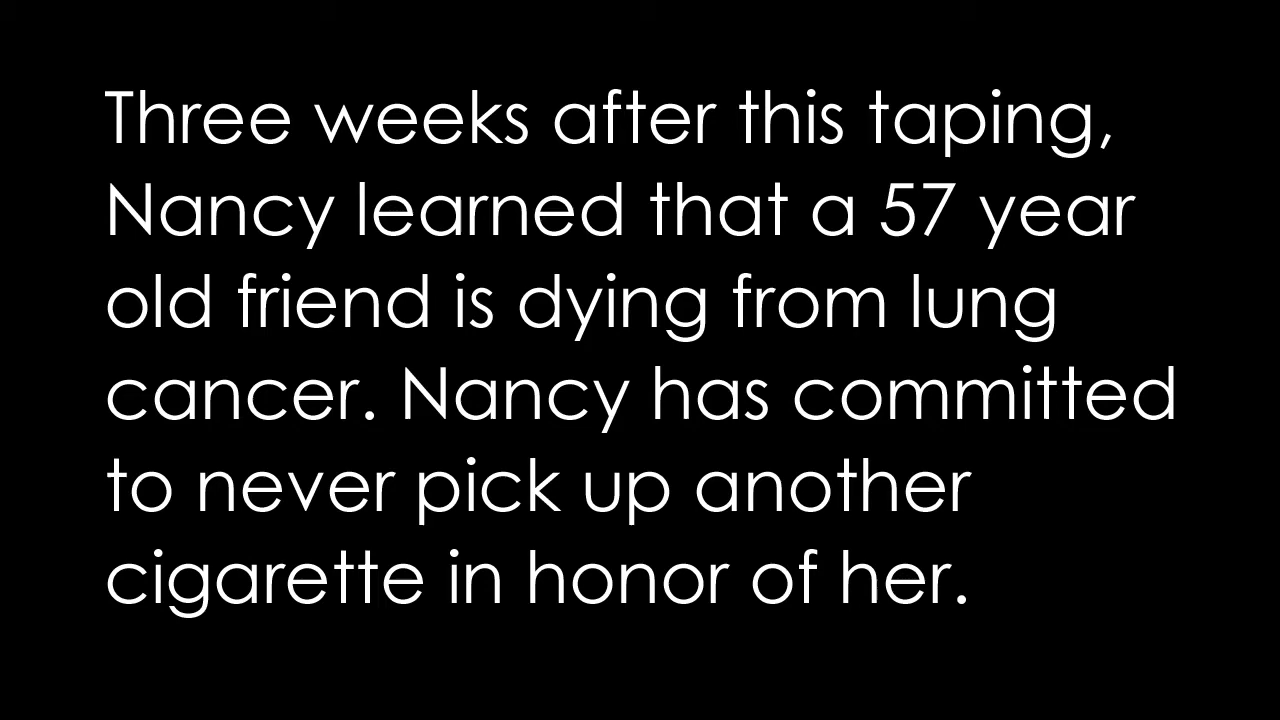 Three weeks after this taping,
Nancy learned that a 57 year
old friend is dying from lung
cancer. Nancy has committed
to never pick up another
cigarette in honor of her.